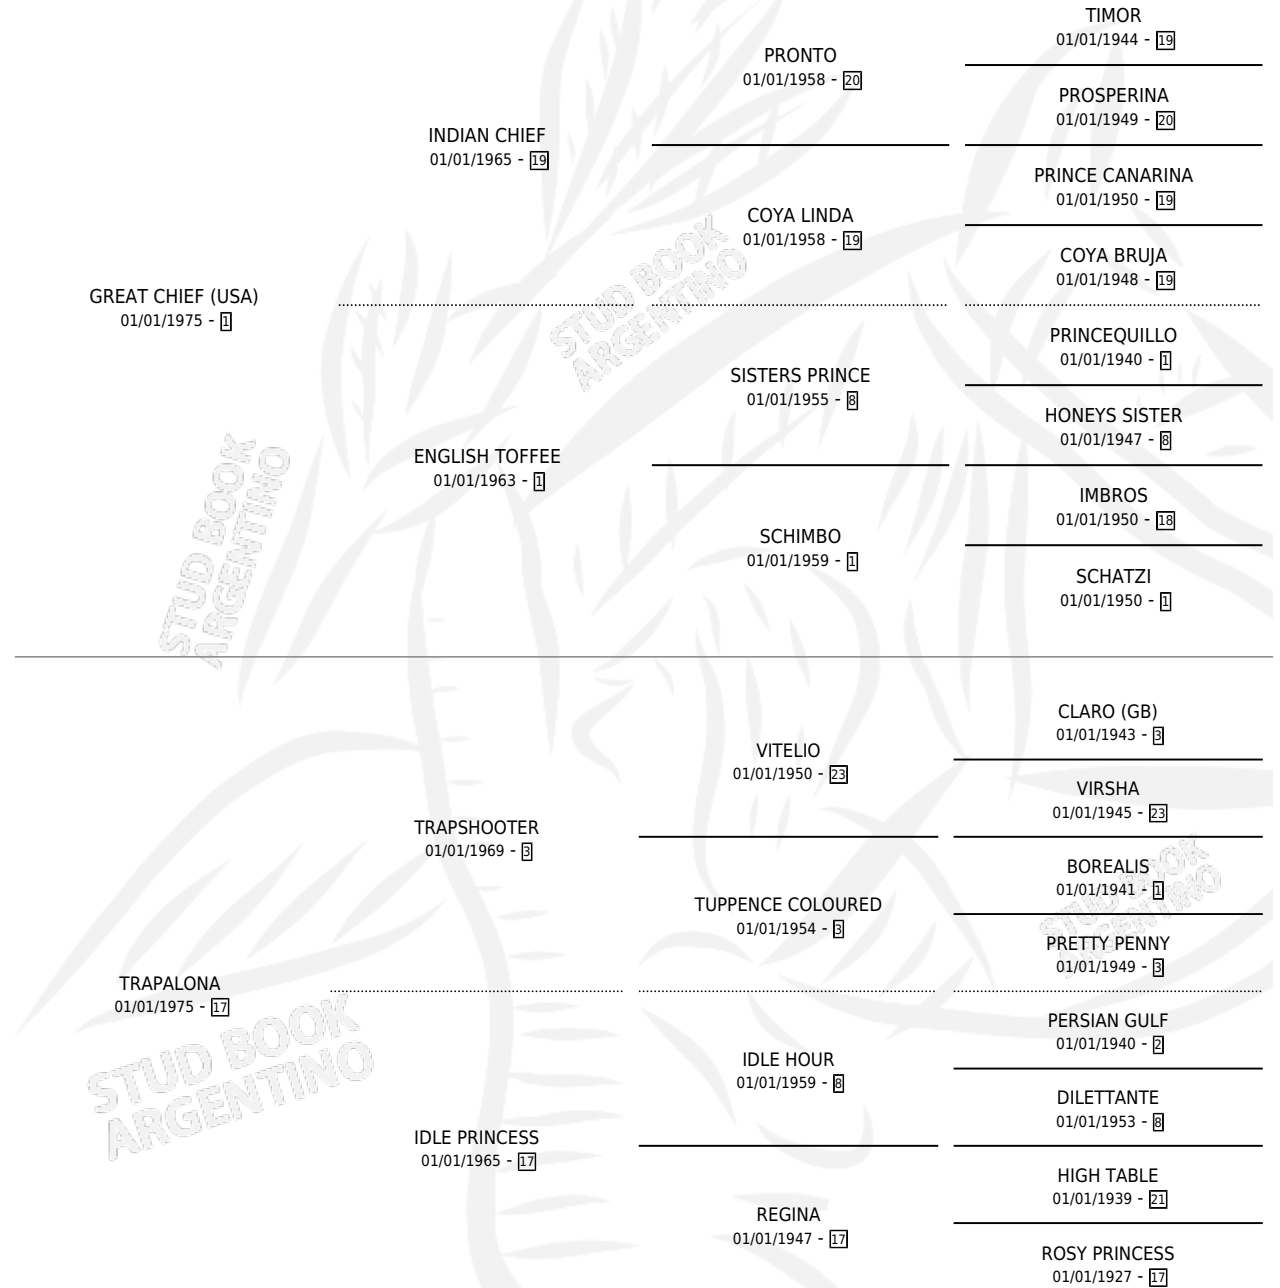 TIMOR
01/01/1944 - 19
PRONTO
01/01/1958 - 20
PROSPERINA
01/01/1949 - 20
INDIAN CHIEF
01/01/1965 - 19
PRINCE CANARINA
01/01/1950 - 19
COYA LINDA
01/01/1958 - 19
COYA BRUJA
01/01/1948 - 19
GREAT CHIEF (USA)
01/01/1975 - 1
PRINCEQUILLO
01/01/1940 - 1
SISTERS PRINCE
01/01/1955 - 8
HONEYS SISTER
01/01/1947 - 8
ENGLISH TOFFEE
01/01/1963 - 1
IMBROS
01/01/1950 - 18
SCHIMBO
01/01/1959 - 1
SCHATZI
01/01/1950 - 1
STUD BOOK
ARGENTINO
STUD BOOK
ARGENTINO
CLARO (GB)
01/01/1943 - 3
VITELIO
01/01/1950 - 23
VIRSHA
01/01/1945 - 23
TRAPSHOOTER
01/01/1969 - 3
BOREALIS
01/01/1941 - 1
TUPPENCE COLOURED
01/01/1954 - 3
PRETTY PENNY
01/01/1949 - 3
TRAPALONA
01/01/1975 - 17
PERSIAN GULF
01/01/1940 - 2
IDLE HOUR
01/01/1959 - 8
DILETTANTE
01/01/1953 - 8
IDLE PRINCESS
01/01/1965 - 17
HIGH TABLE
01/01/1939 - 21
REGINA
01/01/1947 - 17
ROSY PRINCESS
01/01/1927 - 17
STUD BOOK
ARGENTINO
STUD BOOK
ARGENTINO